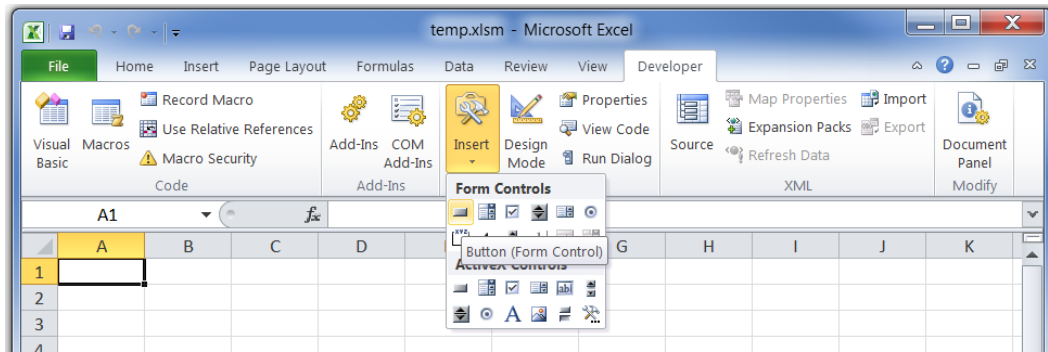 temp.xlsm - Microsoft Excel
File Home Insert Page Layout Formulas Data Review View Developer
Record Macro
Use Relative References
Macro Security
Visual Basic
Macros
Code
Add-Ins
COM Add-Ins
Add-Ins
Insert
Design Mode
Properties
View Code
Run Dialog
Source
Map Properties
Expansion Packs
Refresh Data
Import
Export
XML
Document Panel
Modify
Form Controls
Button (Form Control)
ActiveX Controls
A1
fx
A B C D G H I J K
1
2
3
4